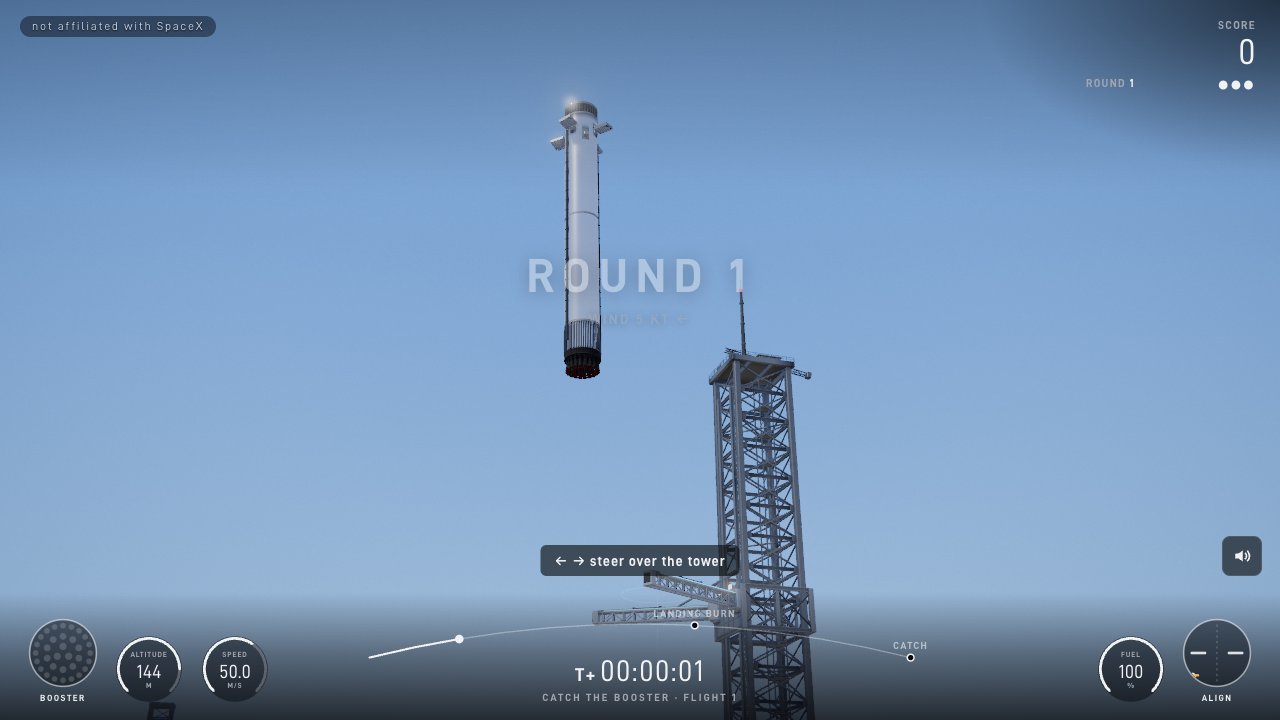 not affiliated with SpaceX
SCORE
0
ROUND 1
ROUND 1
← → steer over the tower
LANDING BURN
CATCH
ALTITUDE
144
M
SPEED
50.0
M/S
BOOSTER
T+ 00:00:01
CATCH THE BOOSTER · FLIGHT 1
FUEL
100
%
ALIGN